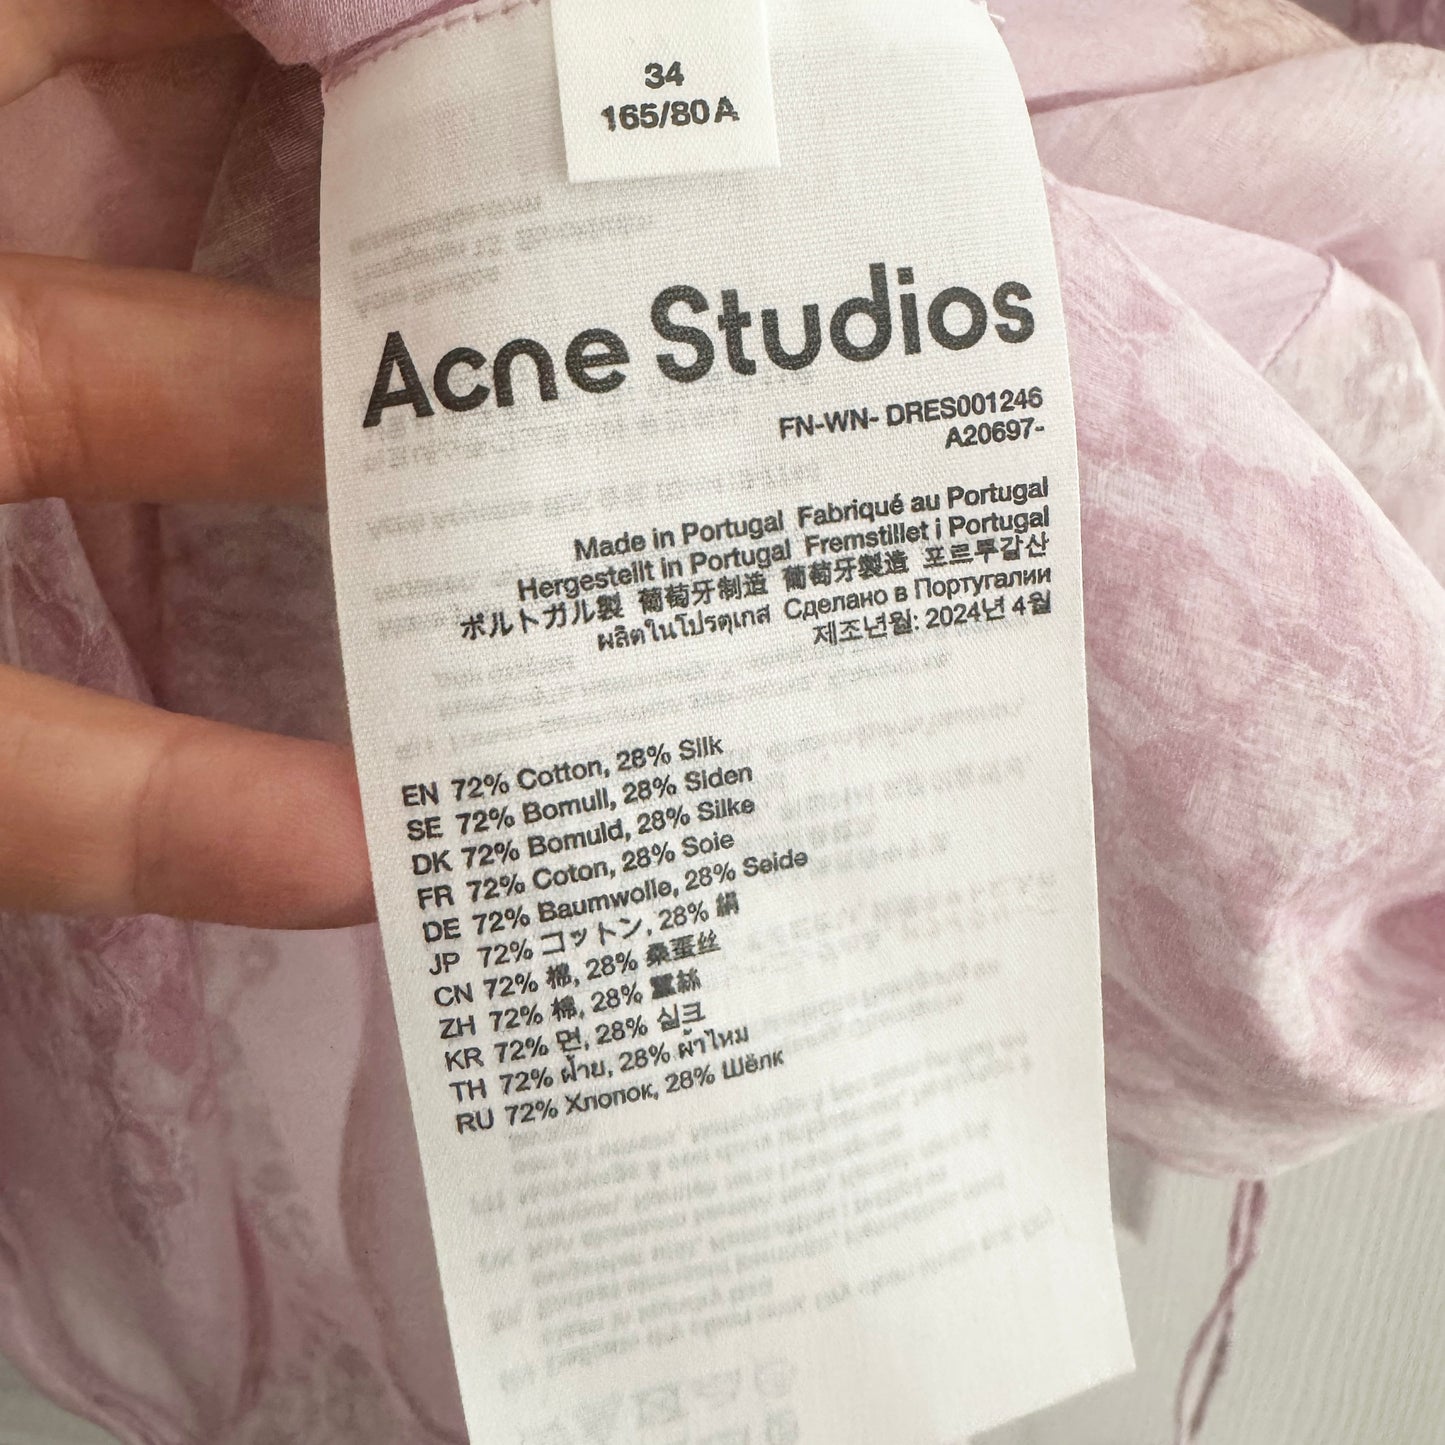 34
165/80A
Acne Studios
FN-WN- DRES001246
A20697-
Made in Portugal Fabriqué au Portugal
Hergestellt in Portugal Fremstillet i Portugal
ポルトガル製 葡萄牙制造 葡萄牙製造 포르투갈산
ผลิตในโปรตุเกส Сделано в Португалии
제조년월: 2024년 4월
EN 72% Cotton, 28% Silk
SE 72% Bomull, 28% Siden
DK 72% Bomuld, 28% Silke
FR 72% Coton, 28% Soie
DE 72% Baumwolle, 28% Seide
JP 72% コットン, 28% 絹
CN 72% 棉, 28% 桑蚕丝
ZH 72% 棉, 28% 蠶絲
KR 72% 면, 28% 실크
TH 72% ฝ้าย, 28% ผ้าไหม
RU 72% Хлопок, 28% Шёлк